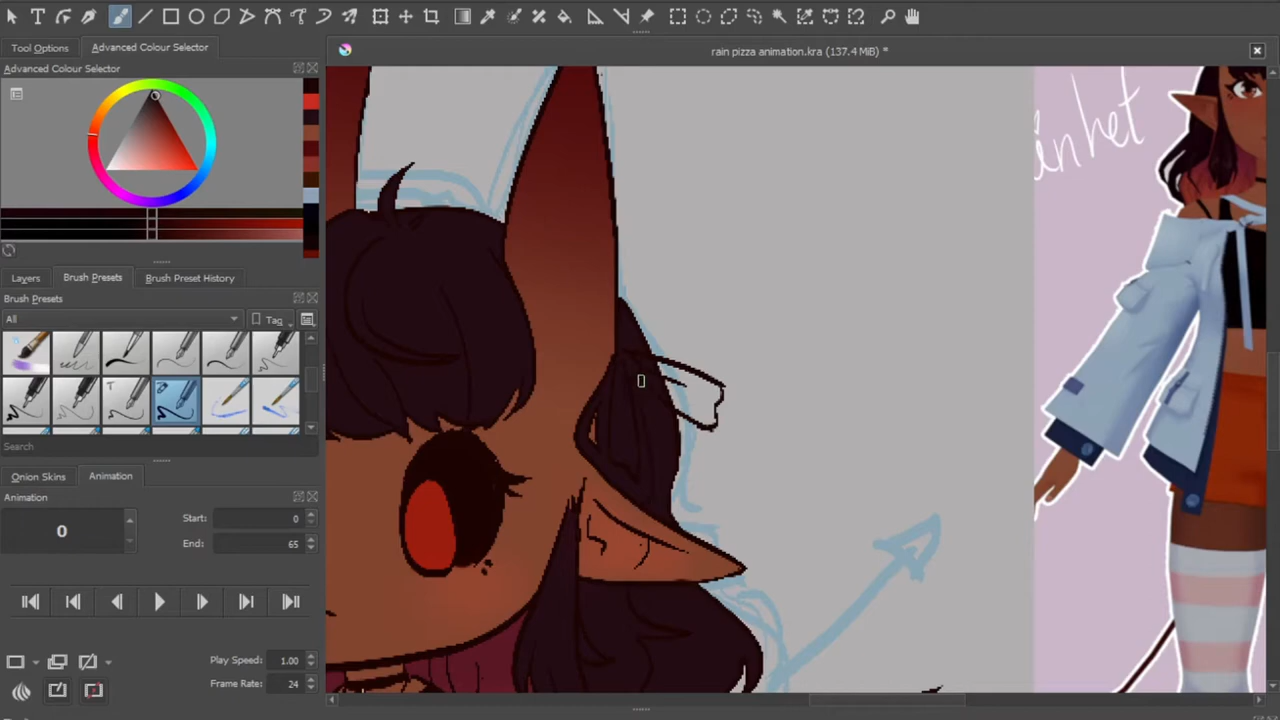 Tool Options
Advanced Colour Selector
rain pizza animation.kra (137.4 MiB) *
Advanced Colour Selector
Layers
Brush Presets
Brush Preset History
Brush Presets
All
Tag
T
Search
Onion Skins
Animation
Animation
0
Start:
0
End:
65
Play Speed:
1.00
Frame Rate:
24